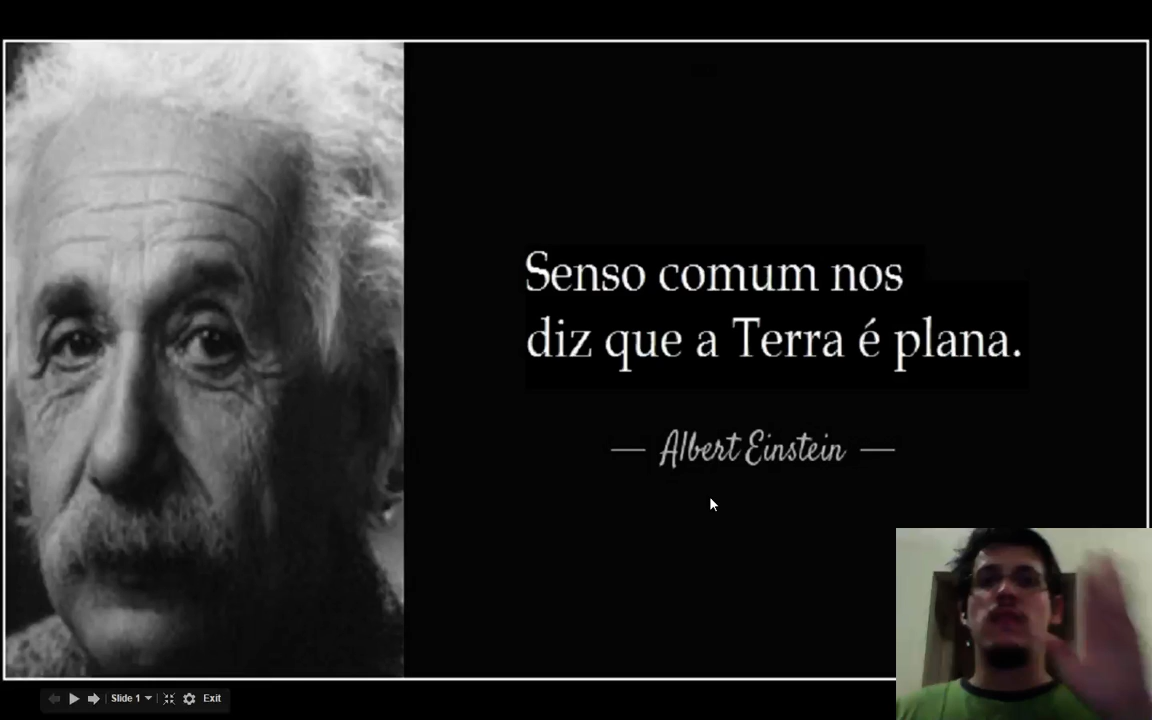 Senso comum nos
diz que a Terra é plana.
— Albert Einstein —
Slide 1
Exit